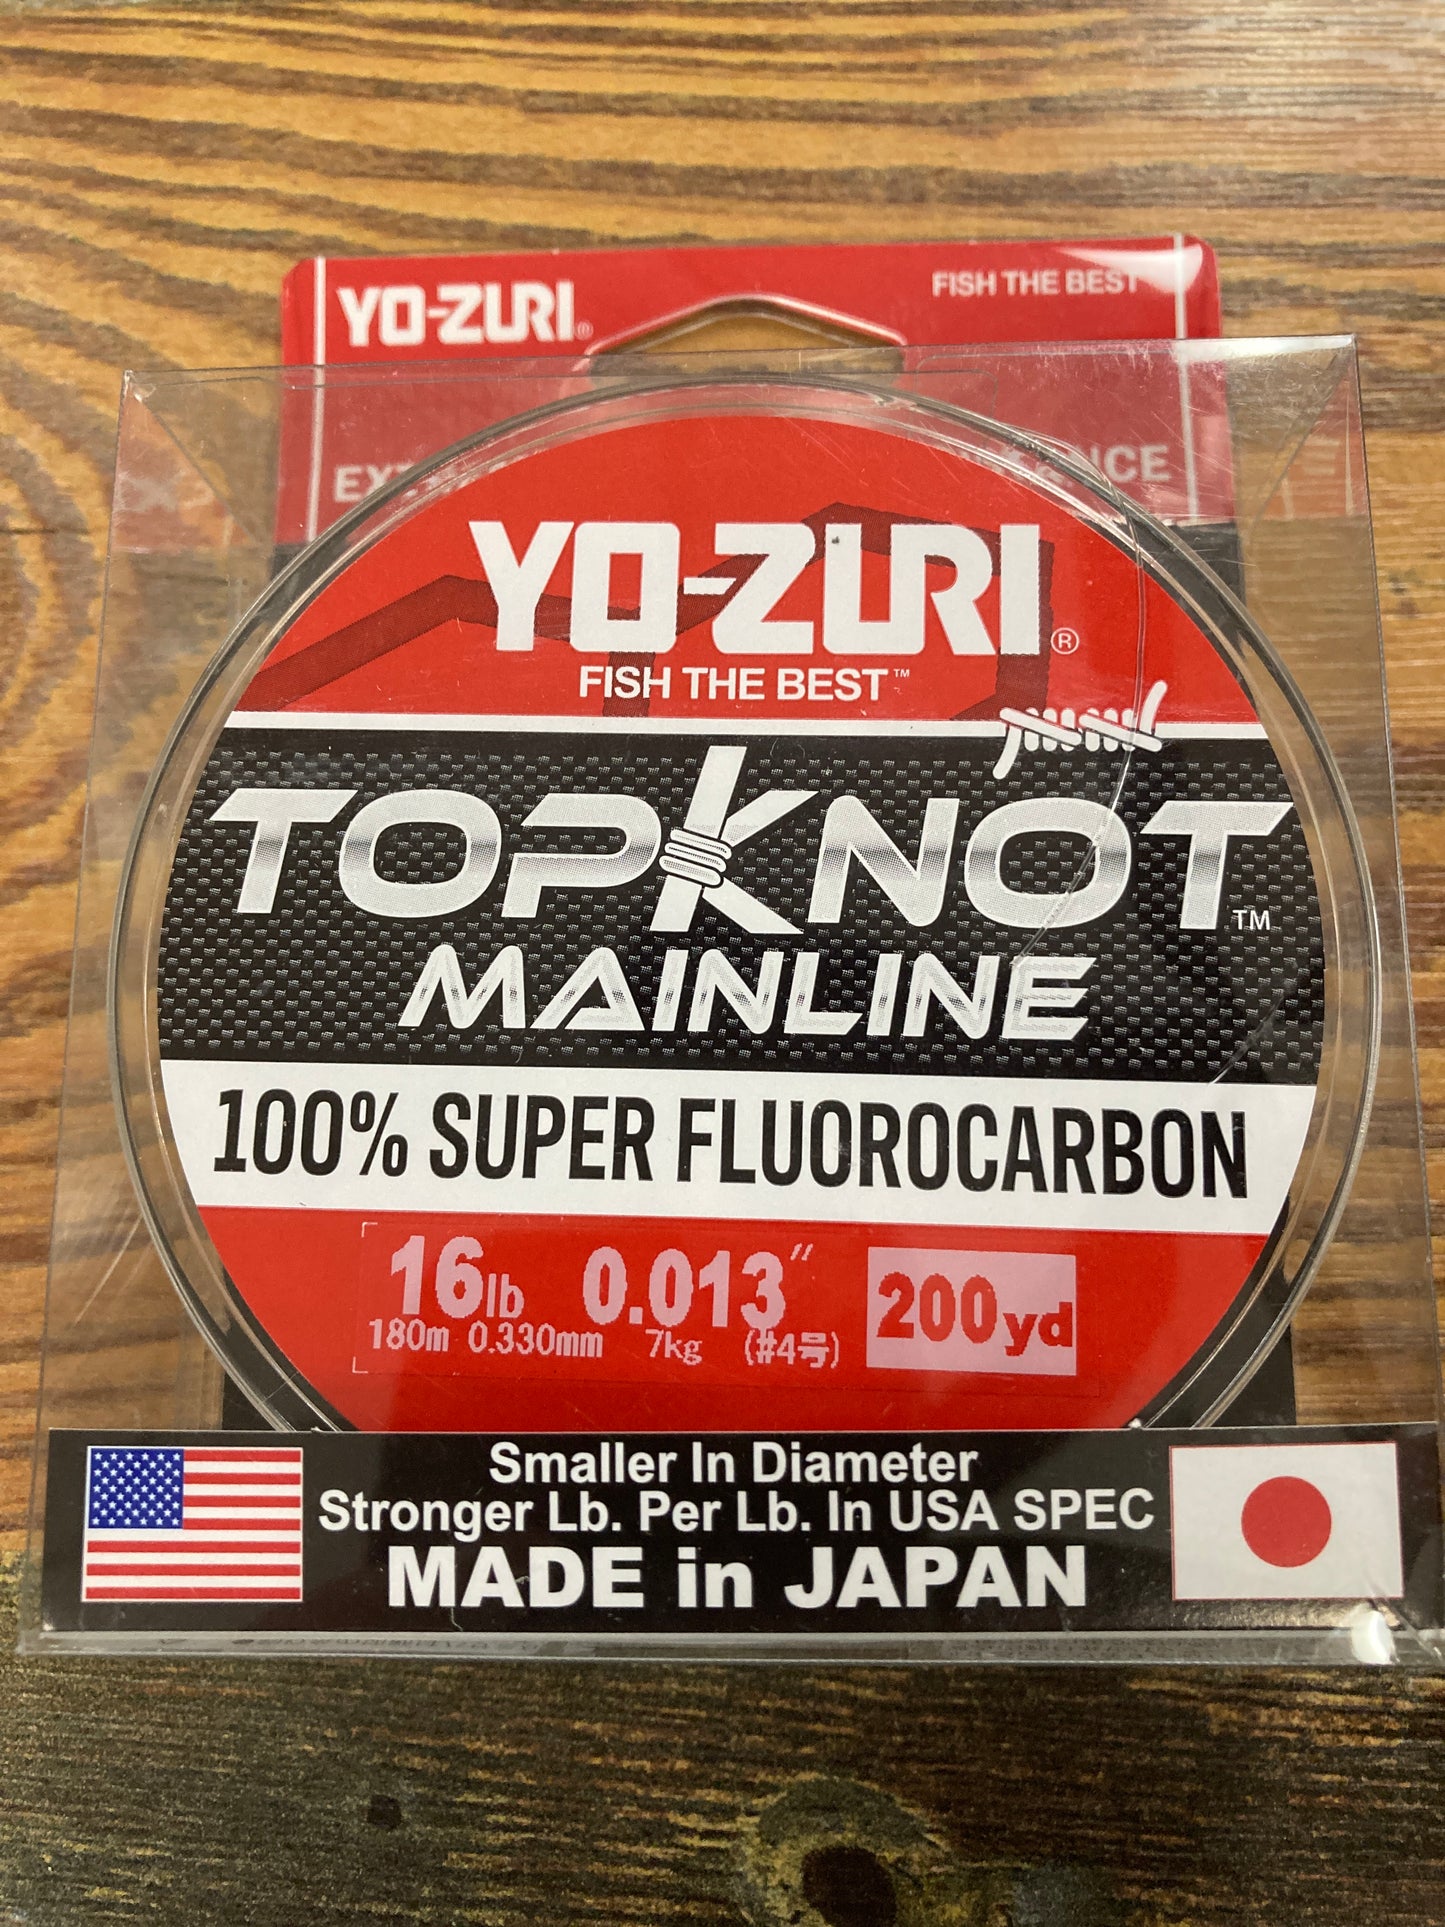 YO-ZURI®
FISH THE BEST
YO-ZURI®
FISH THE BEST™
TOPKNOT™
MAINLINE
100% SUPER FLUOROCARBON
16lb 0.013" 200yd
180m 0.330mm 7kg (#4号)
Smaller In Diameter
Stronger Lb. Per Lb. In USA SPEC
MADE in JAPAN